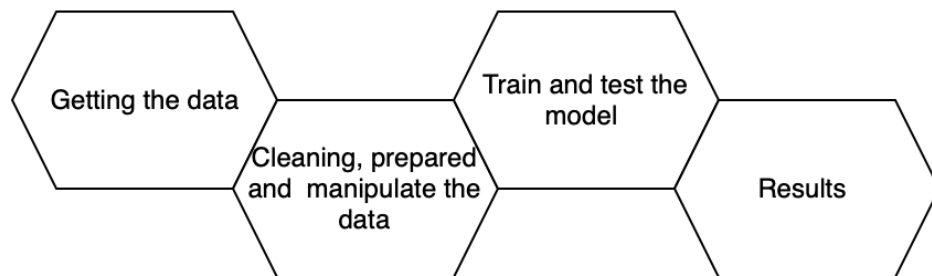 Getting the data
Cleaning, prepared
and  manipulate the
data
Train and test the
model
Results